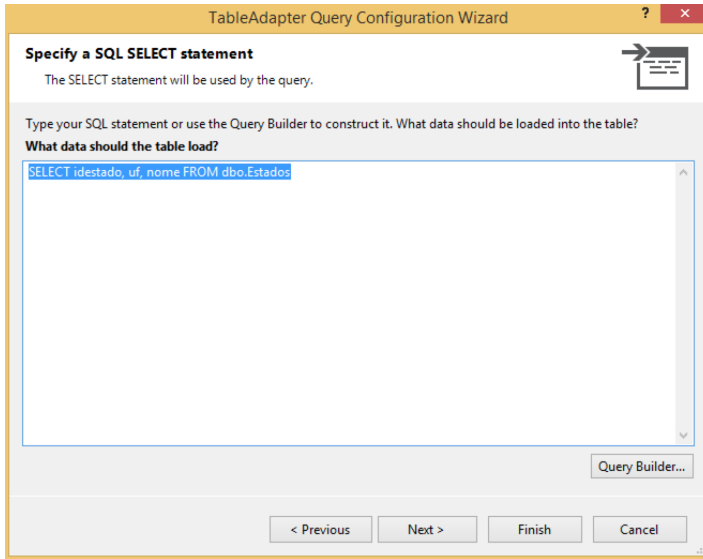 TableAdapter Query Configuration Wizard
? ×
Specify a SQL SELECT statement
The SELECT statement will be used by the query.
Type your SQL statement or use the Query Builder to construct it. What data should be loaded into the table?
What data should the table load?
SELECT idestado, uf, nome FROM dbo.Estados
Query Builder...
< Previous Next > Finish Cancel